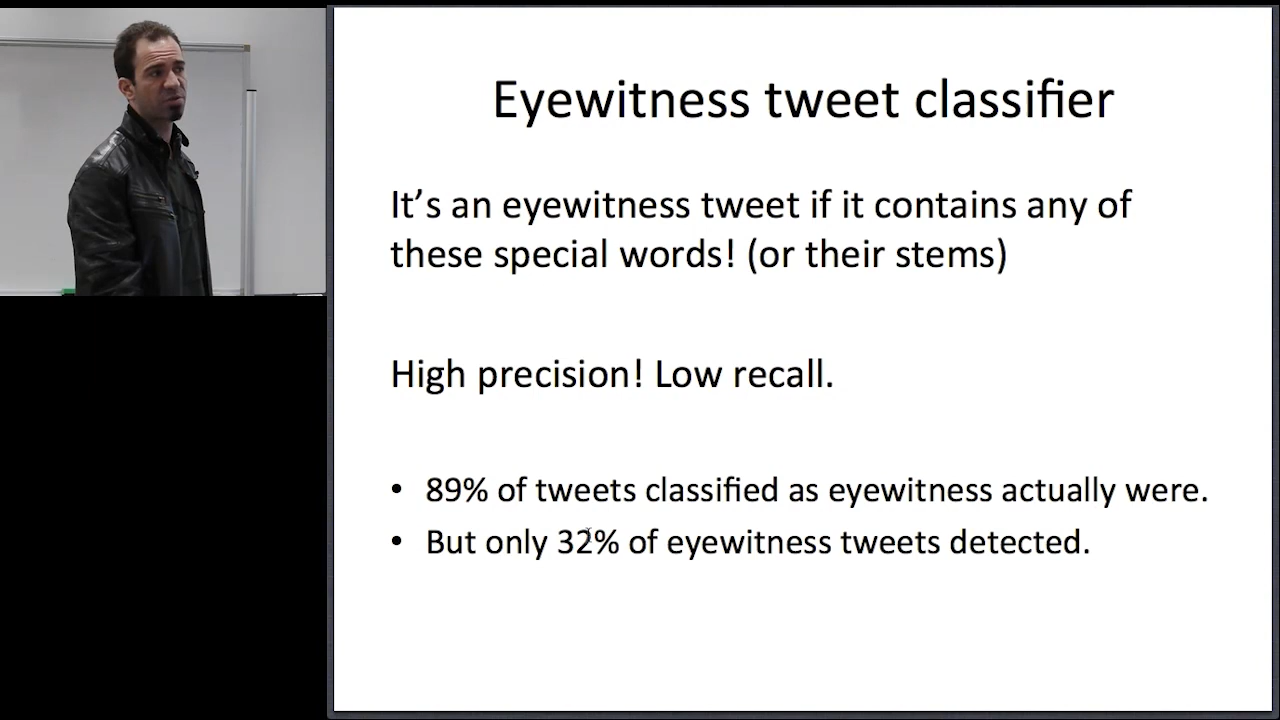 Eyewitness tweet classifier
It’s an eyewitness tweet if it contains any of
these special words! (or their stems)
High precision! Low recall.
• 89% of tweets classified as eyewitness actually were.
• But only 32% of eyewitness tweets detected.